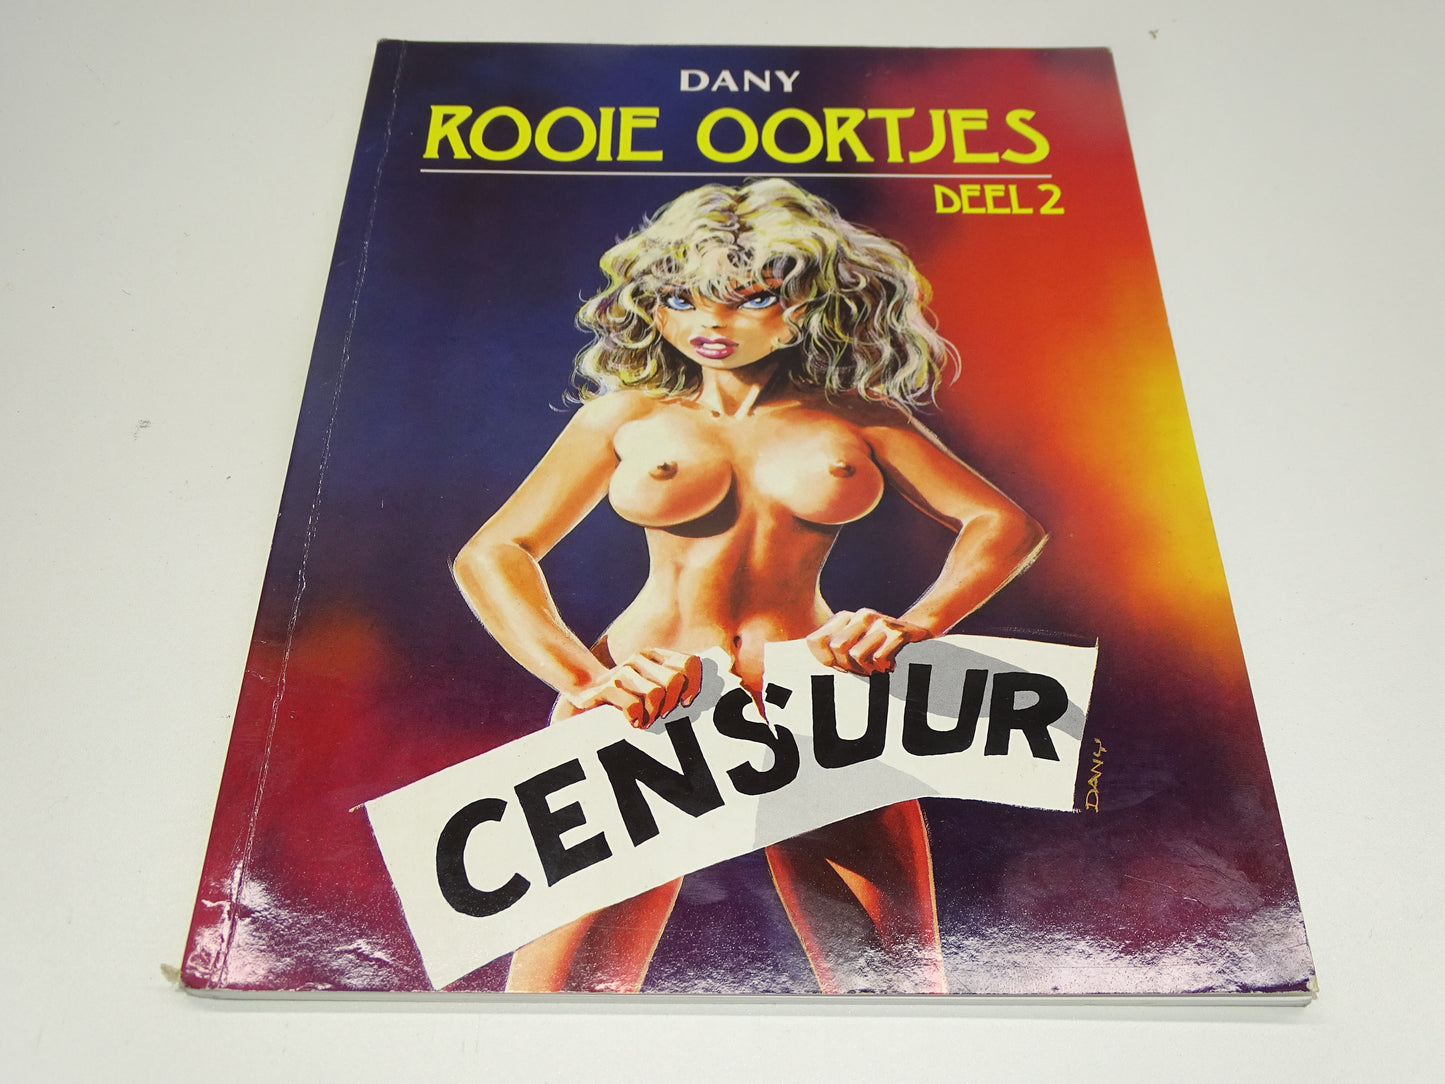 DANY
ROOIE OORTJES
DEEL 2
CENSUUR
DANY